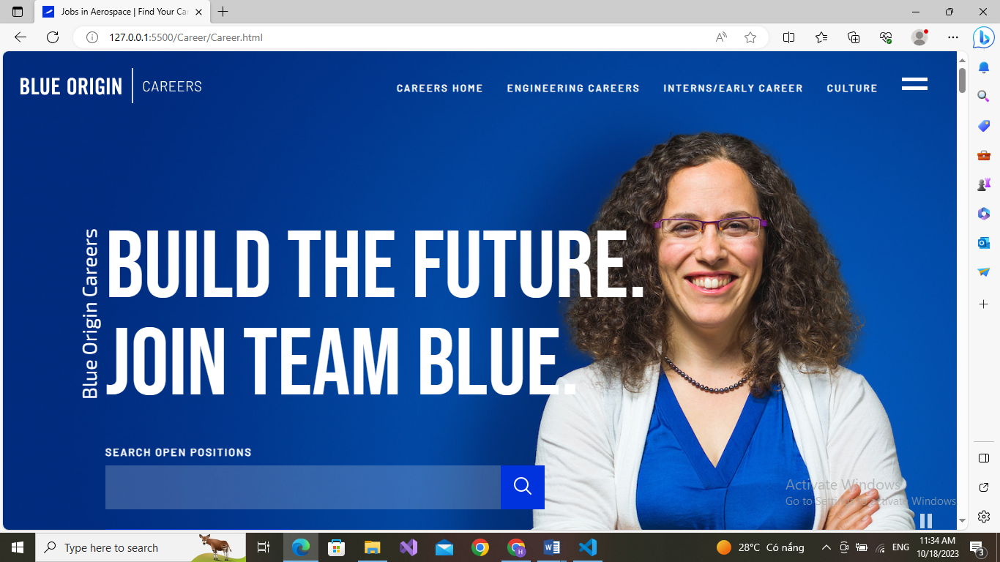 Jobs in Aerospace | Find Your Ca
127.0.0.1:5500/Career/Career.html
BLUE ORIGIN CAREERS
CAREERS HOME ENGINEERING CAREERS INTERNS/EARLY CAREER CULTURE
Blue Origin Careers
BUILD THE FUTURE.
JOIN TEAM BLUE.
SEARCH OPEN POSITIONS
Activate Windows
Go to Settings to activate Windows.
Type here to search
28°C Có nắng
ENG
11:34 AM
10/18/2023
3